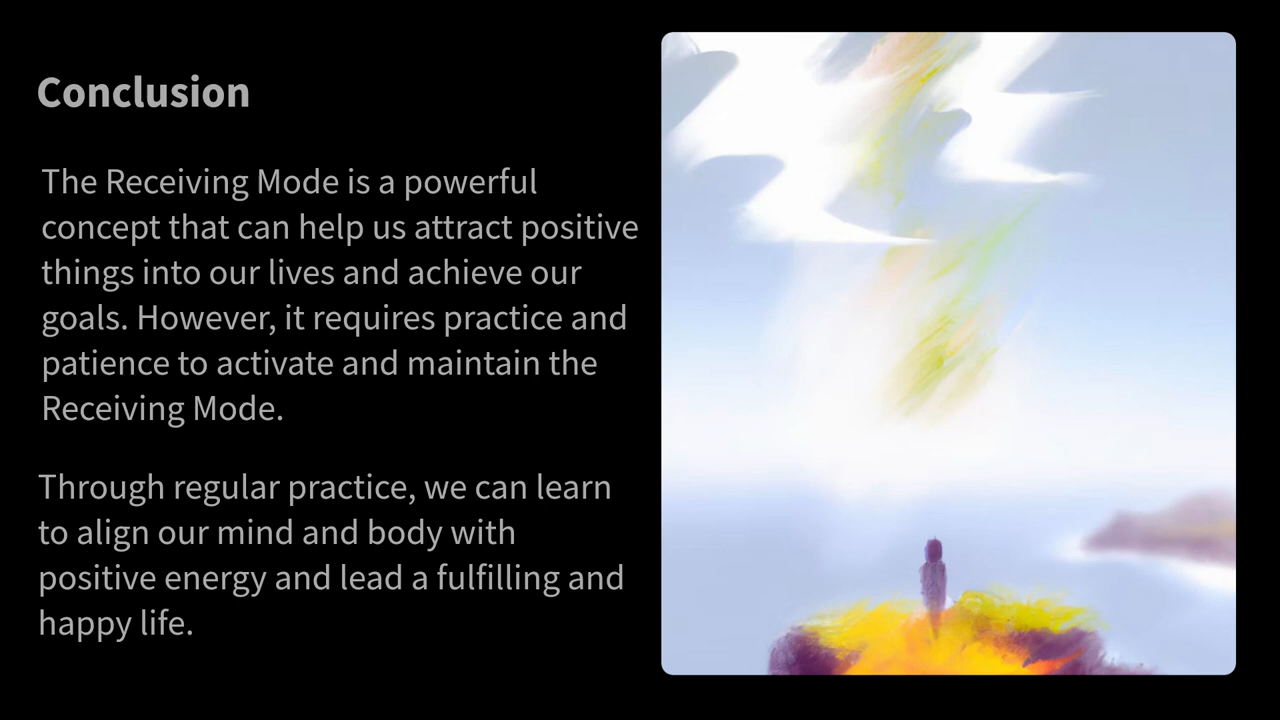 Conclusion
The Receiving Mode is a powerful
concept that can help us attract positive
things into our lives and achieve our
goals. However, it requires practice and
patience to activate and maintain the
Receiving Mode.
Through regular practice, we can learn
to align our mind and body with
positive energy and lead a fulfilling and
happy life.